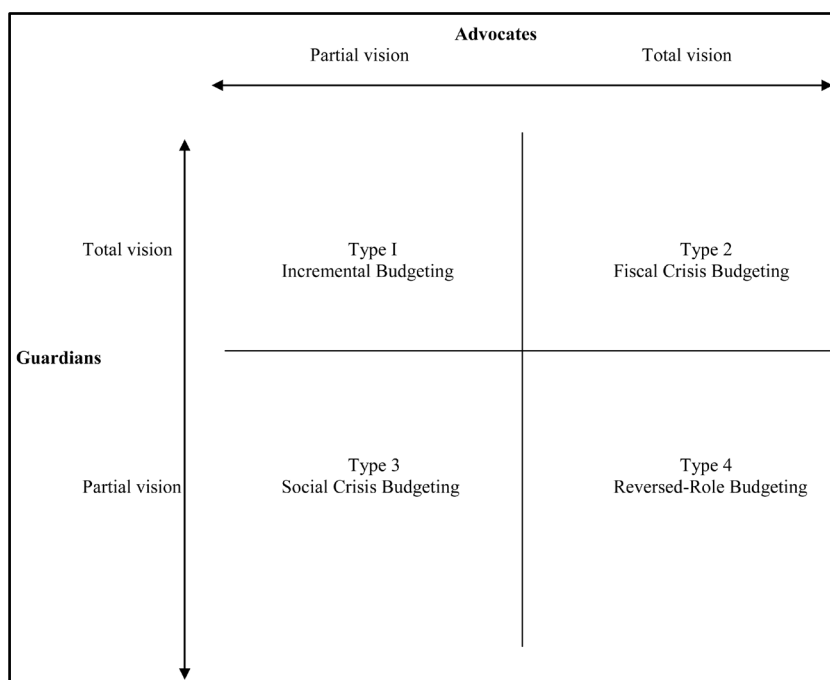 Advocates
Partial vision Total vision
Total vision
Type I
Incremental Budgeting
Type 2
Fiscal Crisis Budgeting
Guardians
Partial vision
Type 3
Social Crisis Budgeting
Type 4
Reversed-Role Budgeting